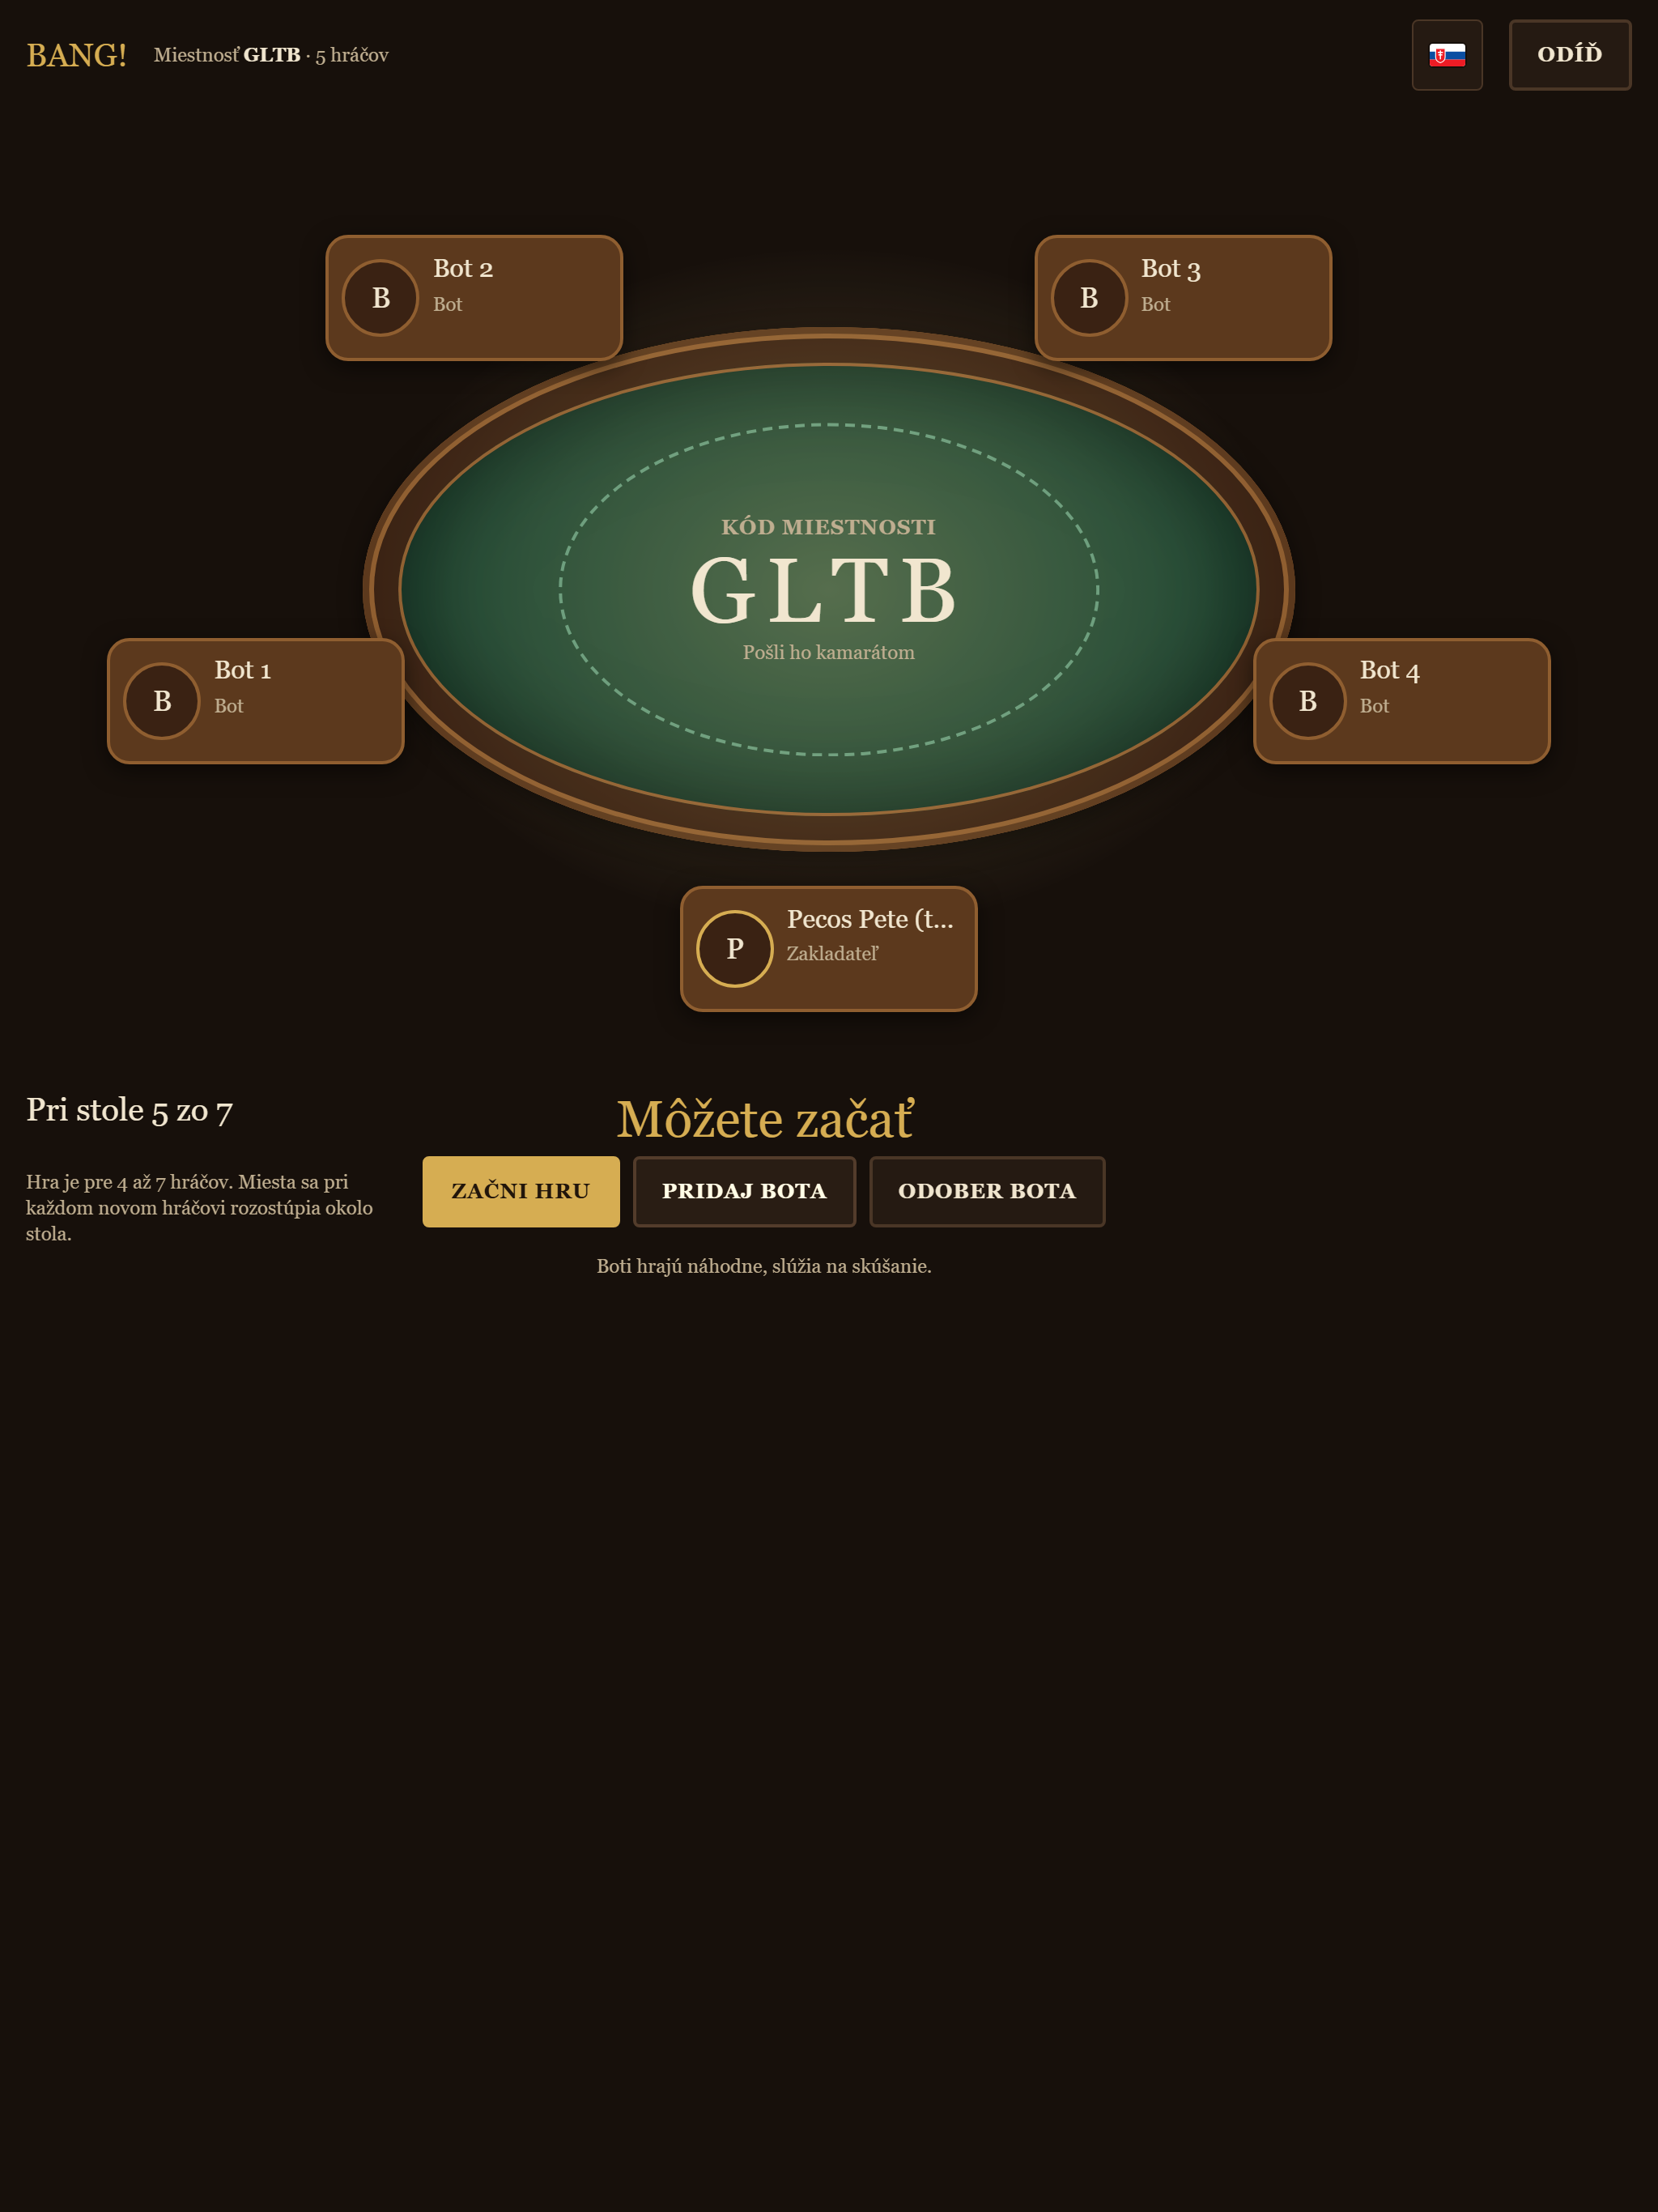 BANG!
Miestnosť GLTB · 5 hráčov
ODÍĎ
B
Bot 2
Bot
B
Bot 3
Bot
KÓD MIESTNOSTI
GLTB
Pošli ho kamarátom
B
Bot 1
Bot
B
Bot 4
Bot
P
Pecos Pete (t...
Zakladateľ
Pri stole 5 zo 7
Hra je pre 4 až 7 hráčov. Miesta sa pri
každom novom hráčovi rozostúpia okolo
stola.
Môžete začať
ZAČNI HRU
PRIDAJ BOTA
ODOBER BOTA
Boti hrajú náhodne, slúžia na skúšanie.